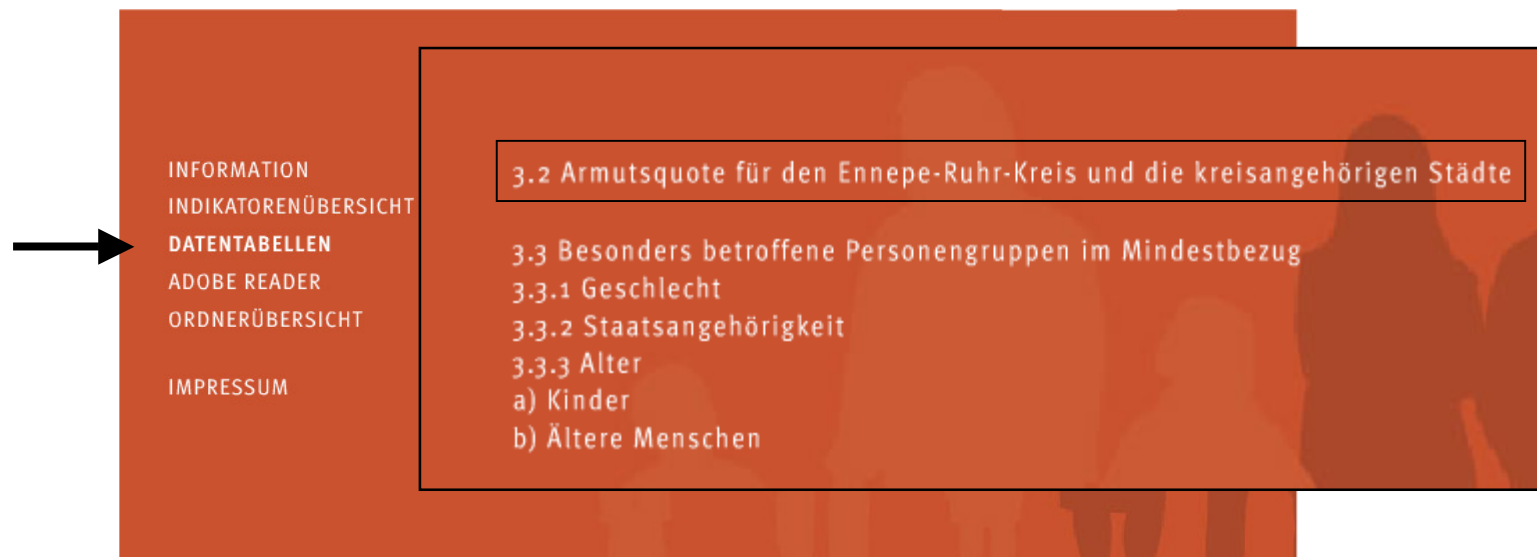 INFORMATION
INDIKATORENÜBERSICHT
DATENTABELLEN
ADOBE READER
ORDNERÜBERSICHT
IMPRESSUM
3.2 Armutsquote für den Ennepe-Ruhr-Kreis und die kreisangehörigen Städte
3.3 Besonders betroffene Personengruppen im Mindestbezug
3.3.1 Geschlecht
3.3.2 Staatsangehörigkeit
3.3.3 Alter
a) Kinder
b) Ältere Menschen